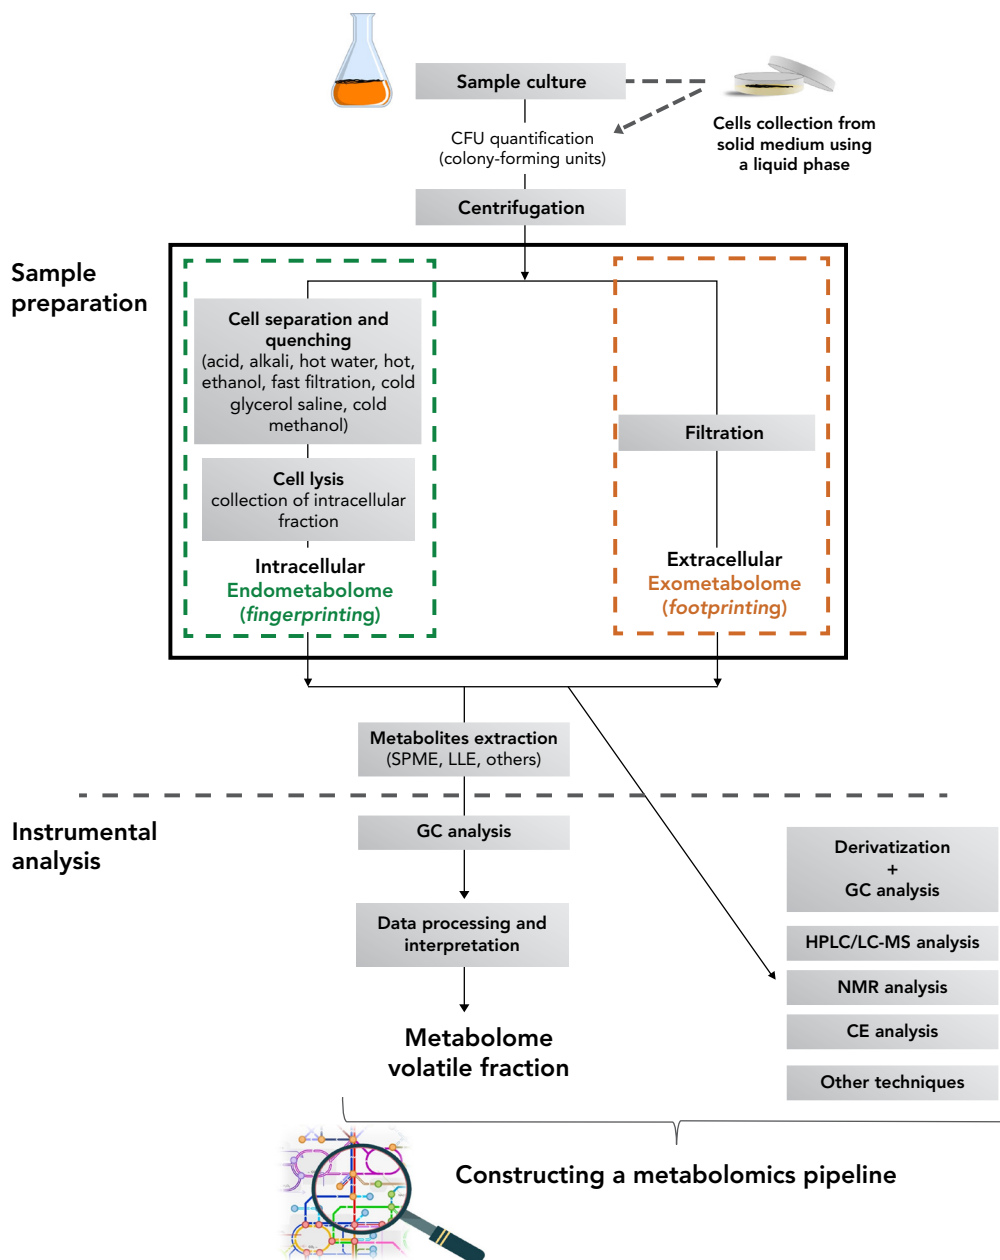 Sample culture
CFU quantification
(colony-forming units)
Cells collection from
solid medium using
a liquid phase
Centrifugation
Sample
preparation
Cell separation and
quenching
(acid, alkali, hot water, hot,
ethanol, fast filtration, cold
glycerol saline, cold
methanol)
Cell lysis
collection of intracellular
fraction
Intracellular
Endometabolome
(fingerprinting)
Filtration
Extracellular
Exometabolome
(footprinting)
Metabolites extraction
(SPME, LLE, others)
Instrumental
analysis
GC analysis
Data processing and
interpretation
Metabolome
volatile fraction
Derivatization
+
GC analysis
HPLC/LC-MS analysis
NMR analysis
CE analysis
Other techniques
Constructing a metabolomics pipeline